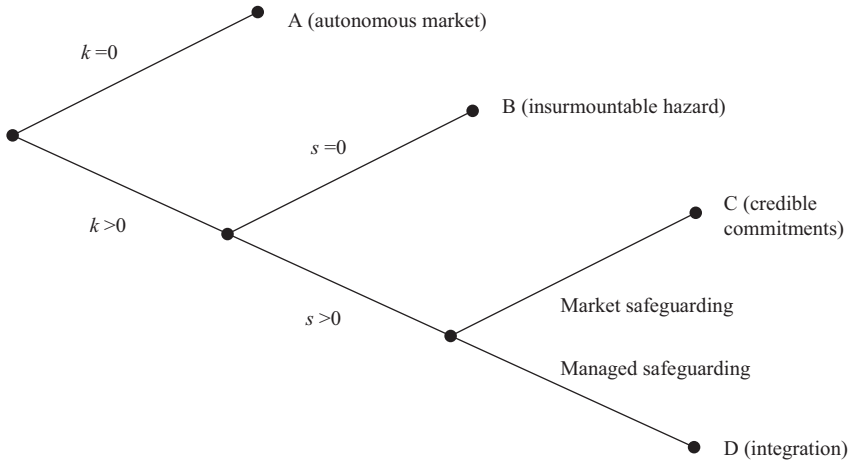 A (autonomous market)
k =0
B (insurmountable hazard)
s =0
C (credible
commitments)
k >0
Market safeguarding
s >0
Managed safeguarding
D (integration)